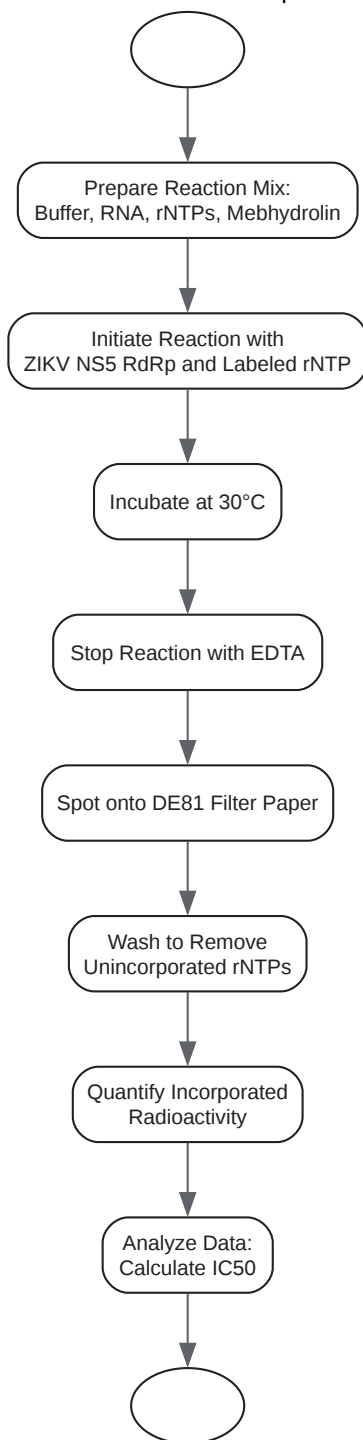 Prepare Reaction Mix:
Buffer, RNA, rNTPs, Mebhydrolin
Initiate Reaction with
ZIKV NS5 RdRp and Labeled rNTP
Incubate at 30°C
Stop Reaction with EDTA
Spot onto DE81 Filter Paper
Wash to Remove
Unincorporated rNTPs
Quantify Incorporated
Radioactivity
Analyze Data:
Calculate IC50